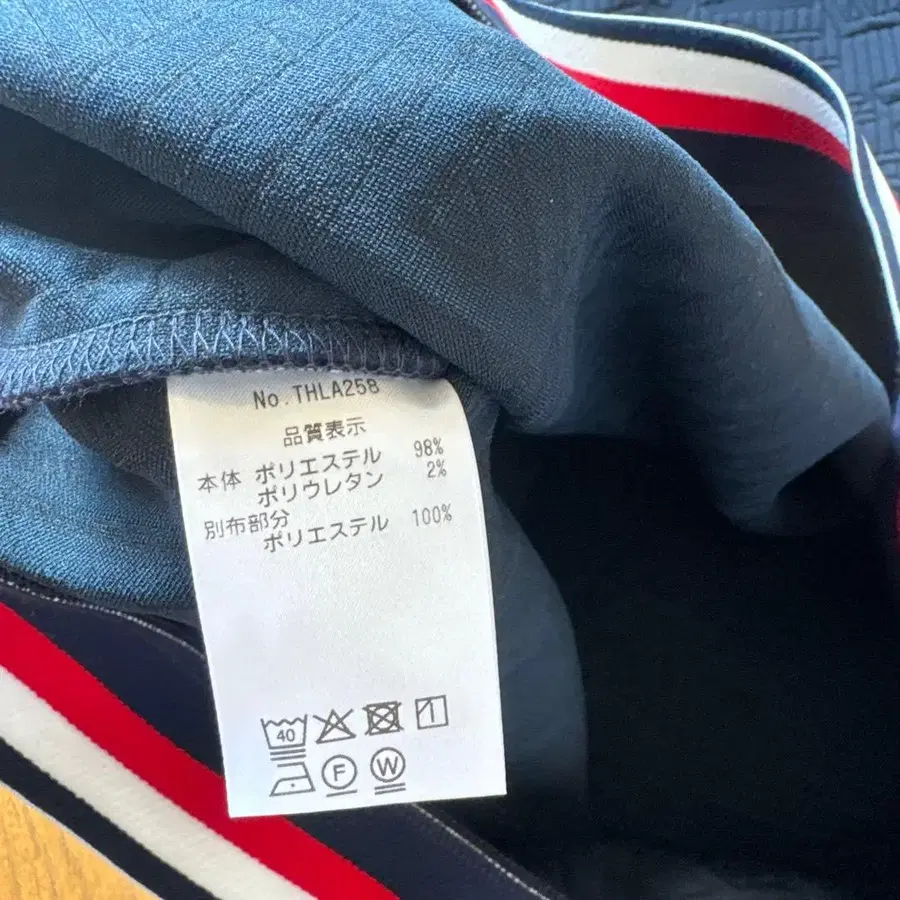 No.THLA258
品質表示
本体 ポリエステル 98%
ポリウレタン 2%
別布部分
ポリエステル 100%
40
F W